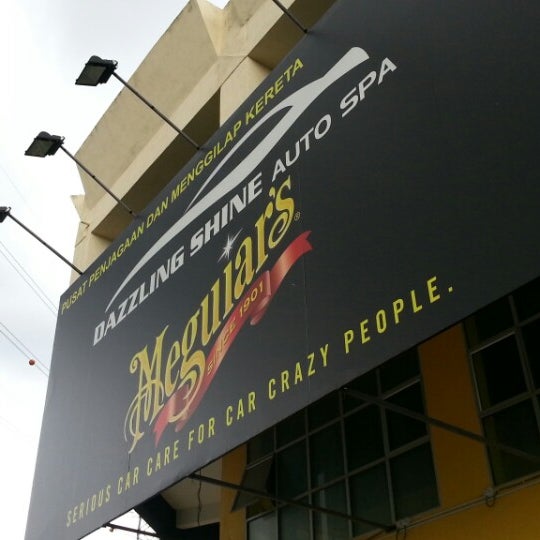 PUSAT PENJAGAAN DAN MENGGILAP KERETA
DAZZLING SHINE AUTO SPA
Meguiar's®
SINCE 1901
SERIOUS CAR CARE FOR CAR CRAZY PEOPLE.